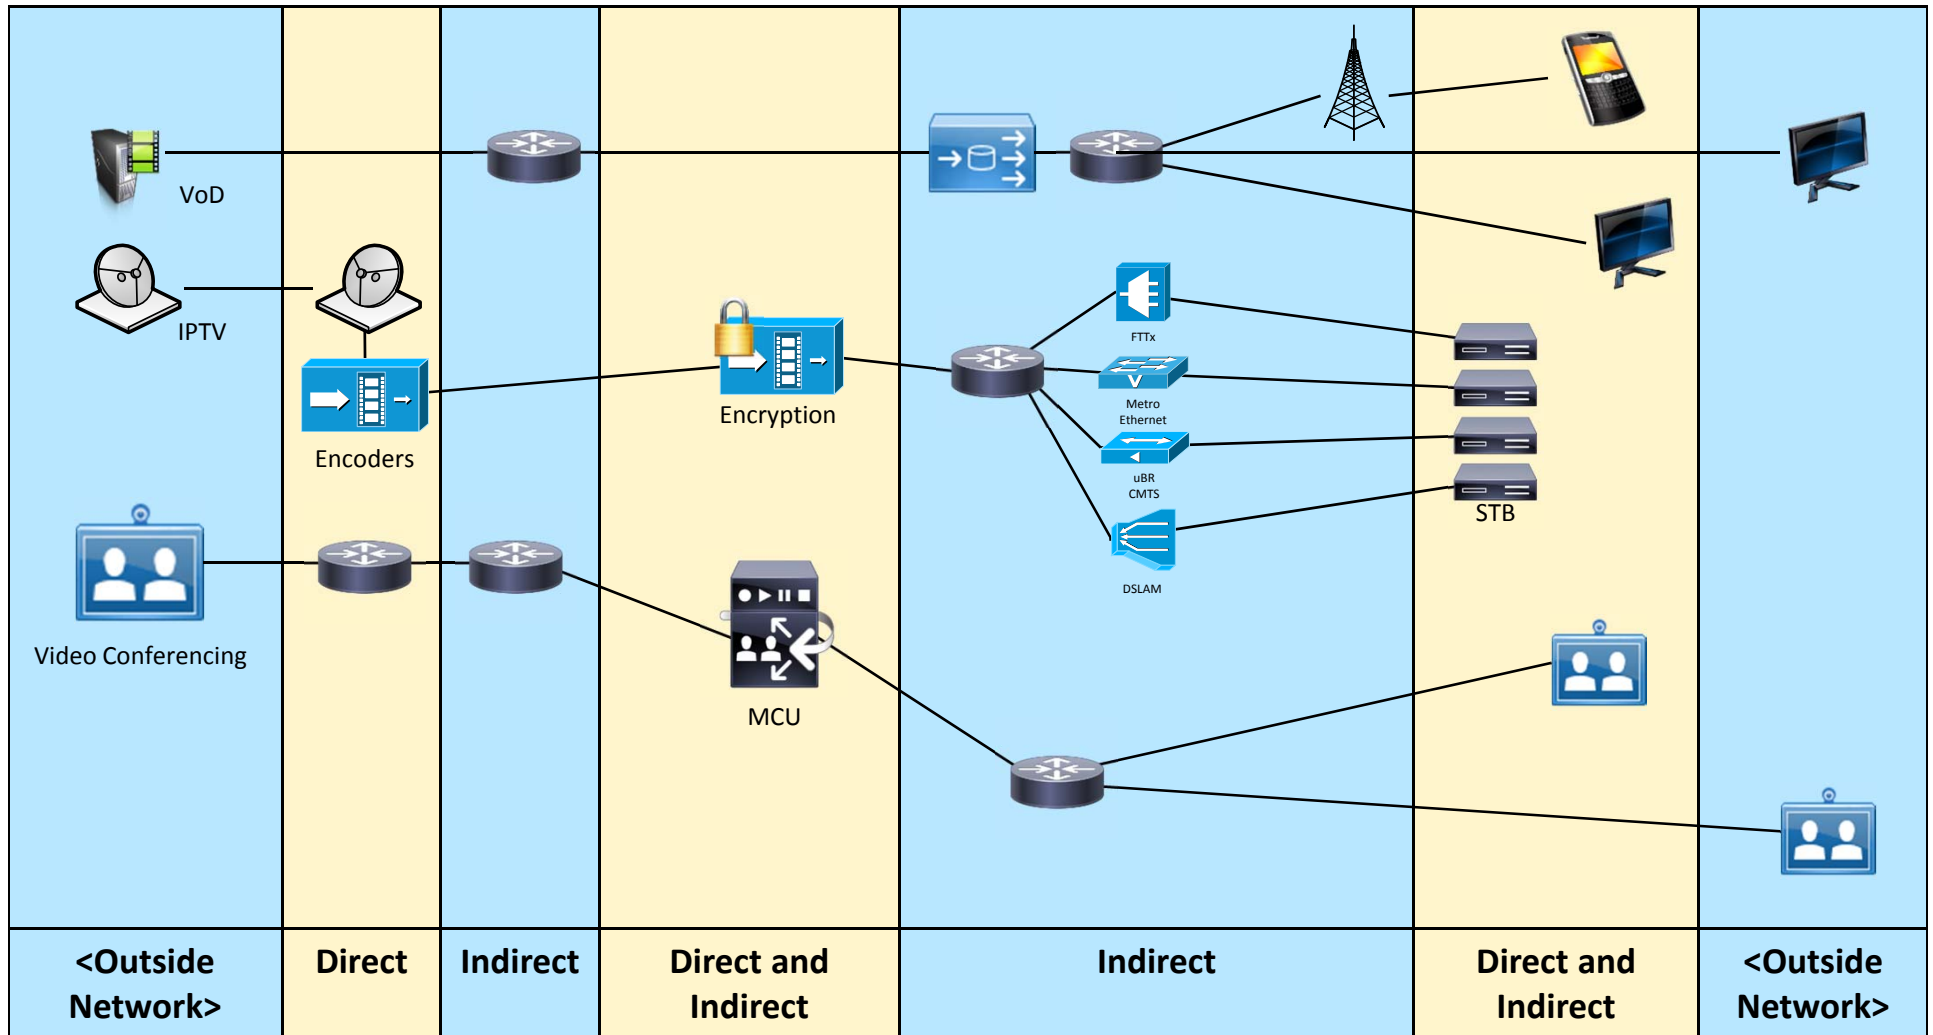 VoD
IPTV
FTTx
Encryption
Metro
Ethernet
Encoders
uBR
CMTS
STB
DSLAM
Video Conferencing
MCU
<Outside
Network>
Direct
Indirect
Direct and
Indirect
Indirect
Direct and
Indirect
<Outside
Network>